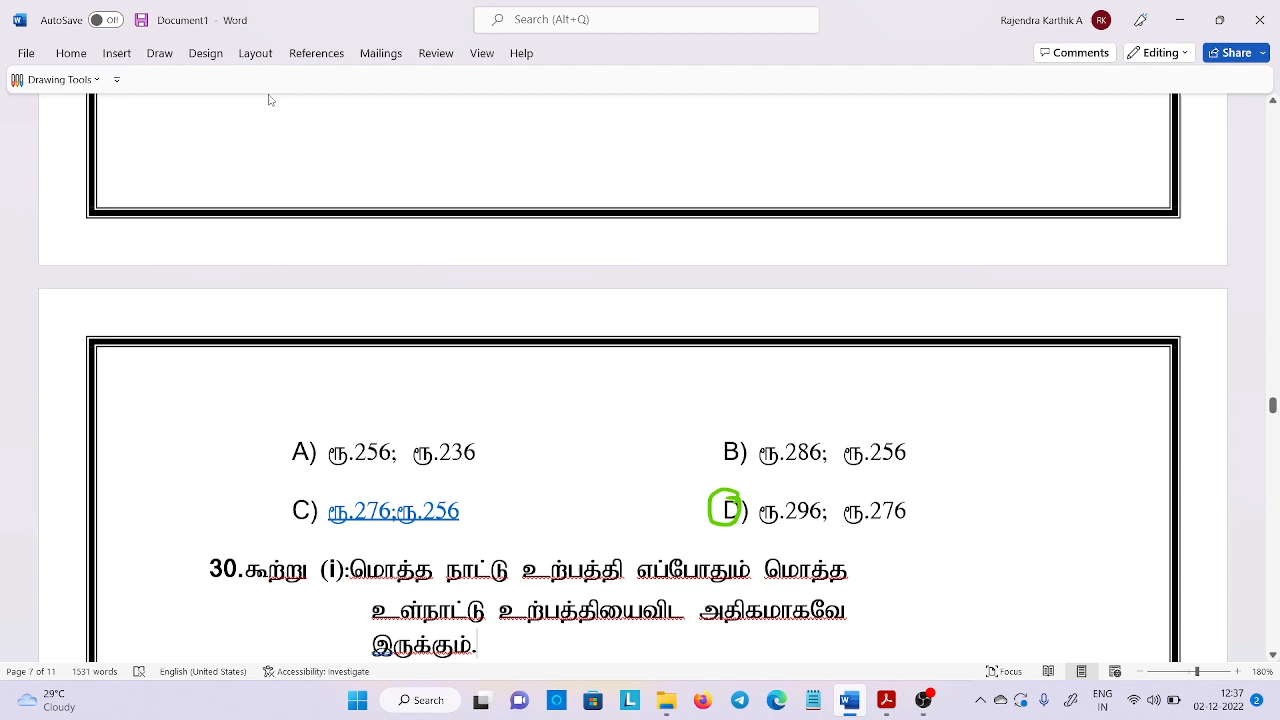 AutoSave Off Document1 - Word Search (Alt+Q) Rajendra Karthik A RK
File Home Insert Draw Design Layout References Mailings Review View Help Comments Editing Share
Drawing Tools
A) ரூ.256; ரூ.236 B) ரூ.286; ரூ.256
C) ரூ.276;ரூ.256 D) ரூ.296; ரூ.276
30.கூற்று (i):மொத்த நாட்டு உற்பத்தி எப்போதும் மொத்த
உள்நாட்டு உற்பத்தியைவிட அதிகமாகவே
இருக்கும்.
Page 7 of 11 1531 words English (United States) Accessibility: Investigate Focus 180%
29°C
Cloudy
Search
ENG
IN
12:37
02-12-2022
2